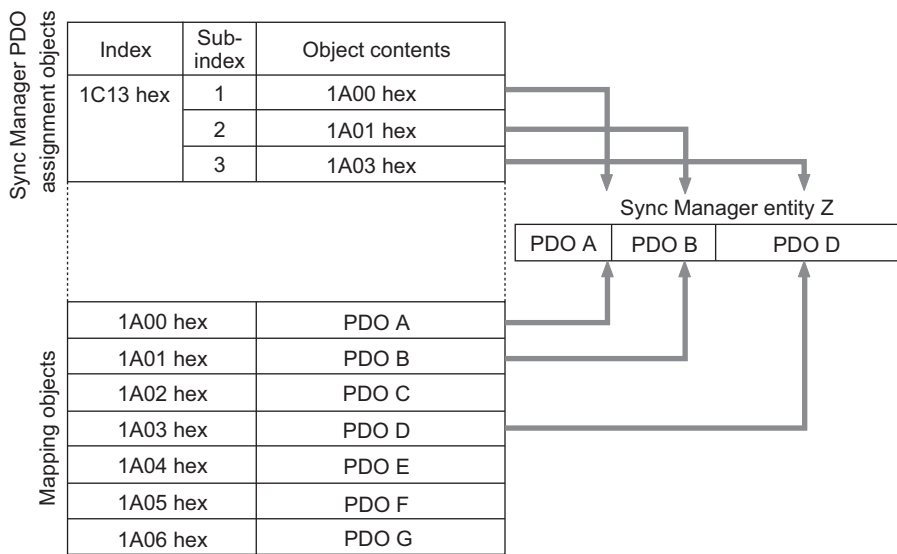 Sync Manager PDO
assignment objects
Index
Sub-
index
Object contents
1C13 hex
1
1A00 hex
2
1A01 hex
3
1A03 hex
Sync Manager entity Z
PDO A
PDO B
PDO D
Mapping objects
1A00 hex
PDO A
1A01 hex
PDO B
1A02 hex
PDO C
1A03 hex
PDO D
1A04 hex
PDO E
1A05 hex
PDO F
1A06 hex
PDO G